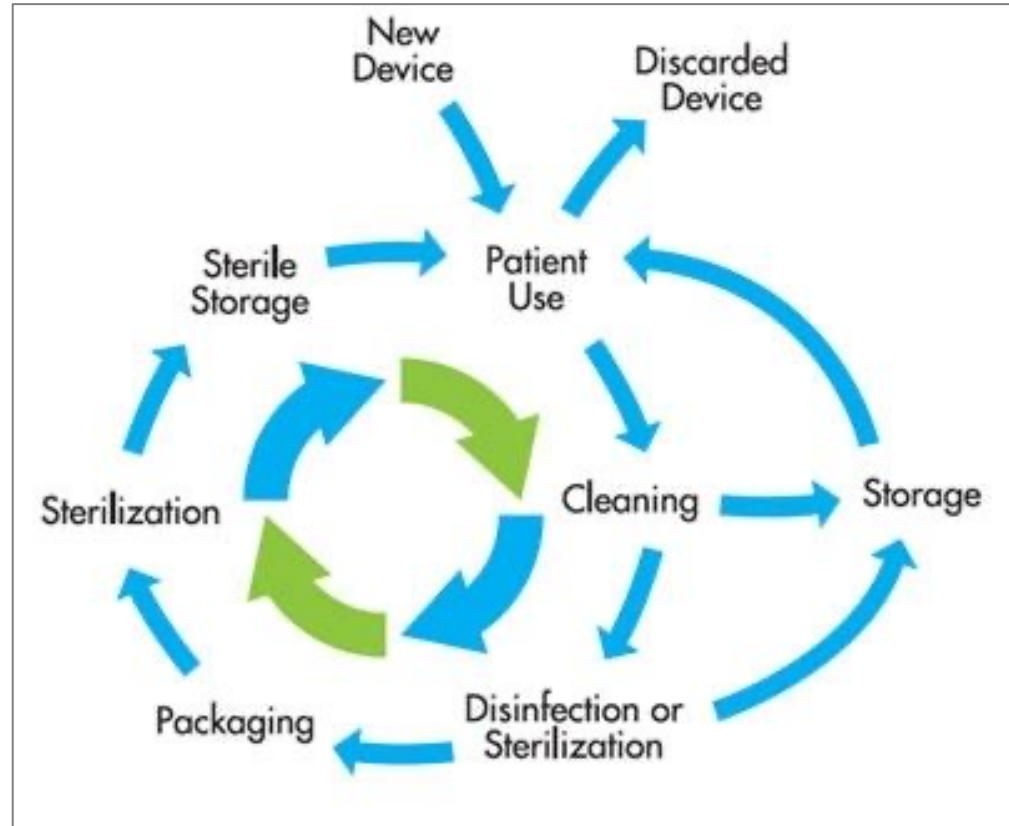 New
Device
Discarded
Device
Sterile
Storage
Patient
Use
Sterilization
Cleaning
Storage
Packaging
Disinfection or
Sterilization